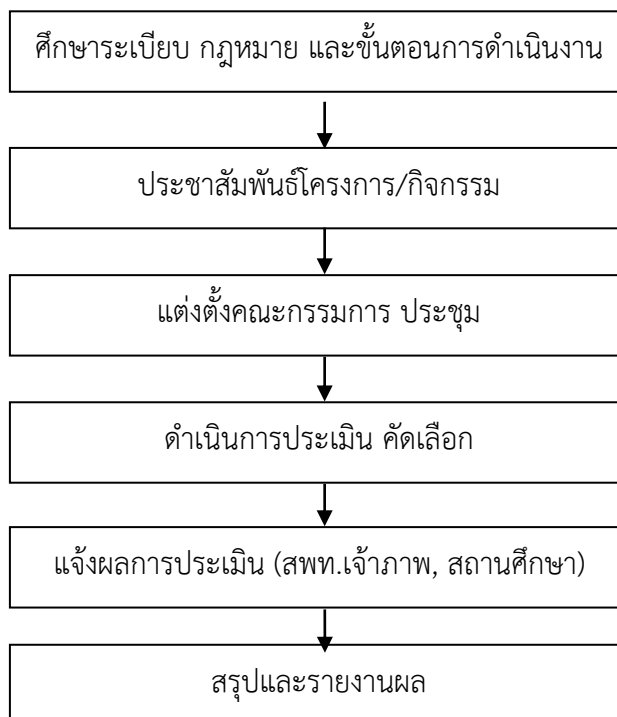 ศึกษาระเบียบ กฎหมาย และขั้นตอนการดำเนินงาน
ประชาสัมพันธ์โครงการ/กิจกรรม
แต่งตั้งคณะกรรมการ ประชุม
ดำเนินการประเมิน คัดเลือก
แจ้งผลการประเมิน (สพท.เจ้าภาพ, สถานศึกษา)
สรุปและรายงานผล